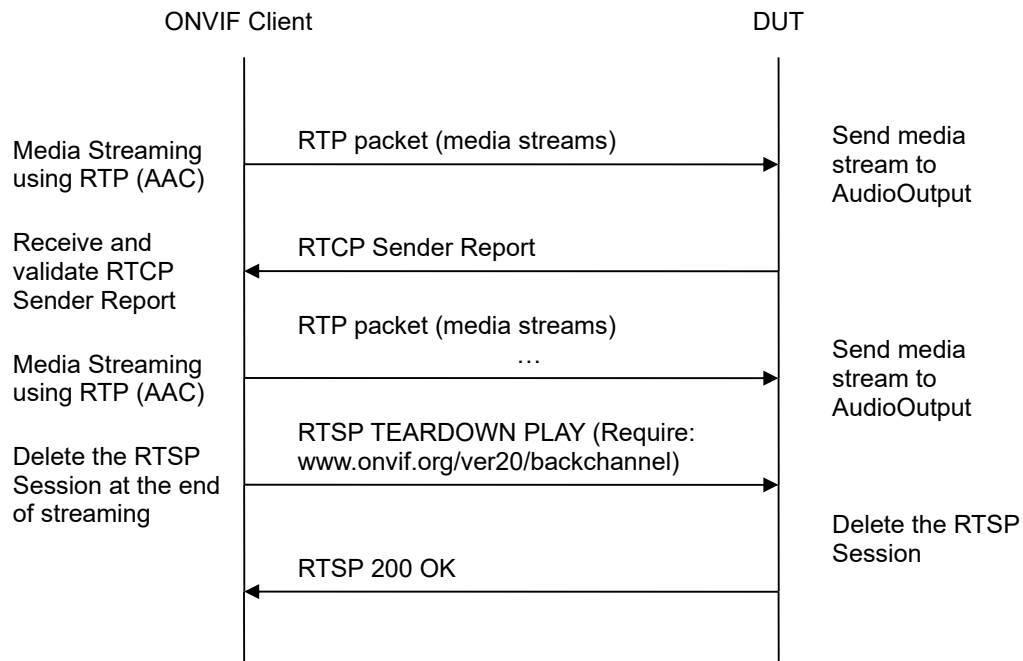 ONVIF Client
DUT
Media Streaming
using RTP (AAC)
RTP packet (media streams)
Send media
stream to
AudioOutput
Receive and
validate RTCP
Sender Report
RTCP Sender Report
RTP packet (media streams)
…
Media Streaming
using RTP (AAC)
Send media
stream to
AudioOutput
RTSP TEARDOWN PLAY (Require:
www.onvif.org/ver20/backchannel)
Delete the RTSP
Session at the end
of streaming
Delete the RTSP
Session
RTSP 200 OK